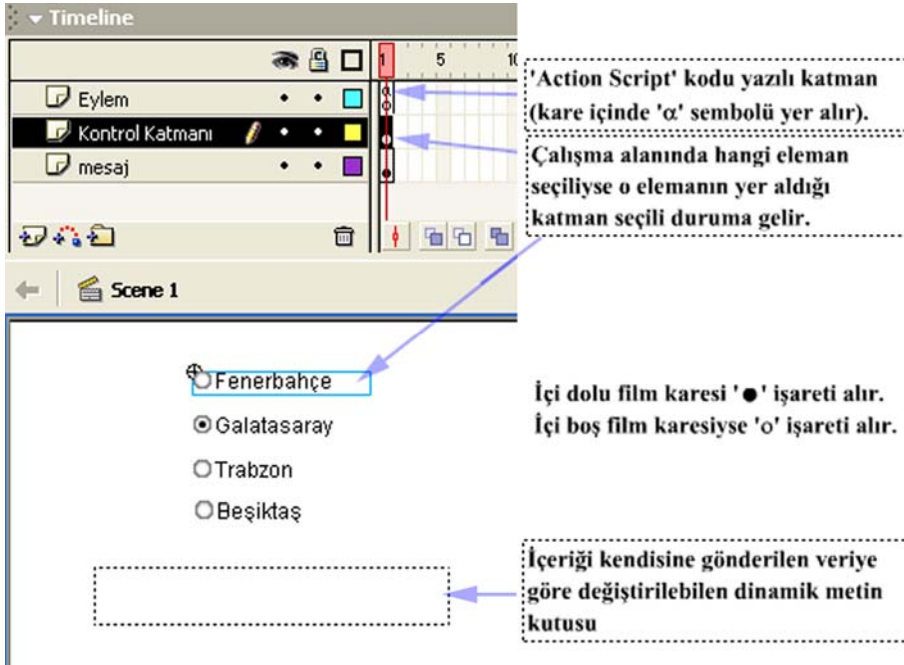 Timeline
1 5 10
'Action Script' kodu yazılı katman
(kare içinde 'α' sembolü yer alır).
Eylem
Kontrol Katmanı
mesaj
Çalışma alanında hangi eleman
seçiliyse o elemanın yer aldığı
katman seçili duruma gelir.
Scene 1
Fenerbahçe
Galatasaray
Trabzon
Beşiktaş
İçi dolu film karesi '●' işareti alır.
İçi boş film karesiyse 'o' işareti alır.
İçeriği kendisine gönderilen veriye
göre değiştirilebilen dinamik metin
kutusu